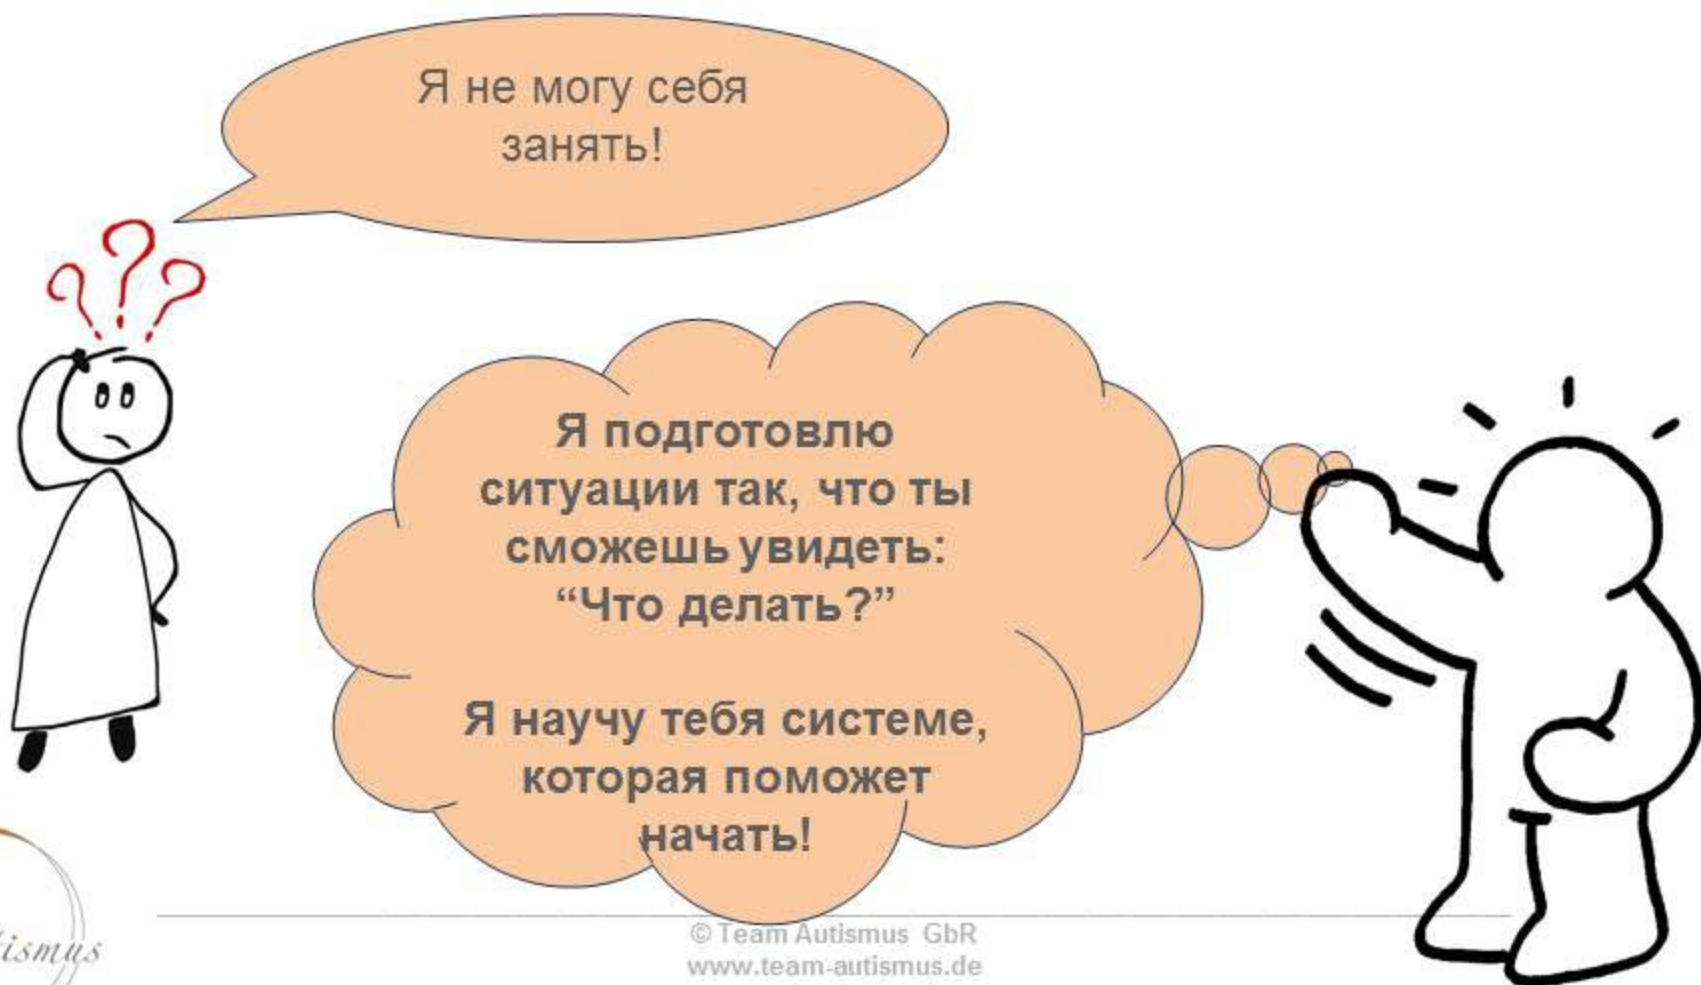 Я не могу себя
занять!
Я подготовлю
ситуации так, что ты
сможешь увидеть:
“Что делать?”
Я научу тебя системе,
которая поможет
начать!
© Team Autismus GbR
www.team-autismus.de